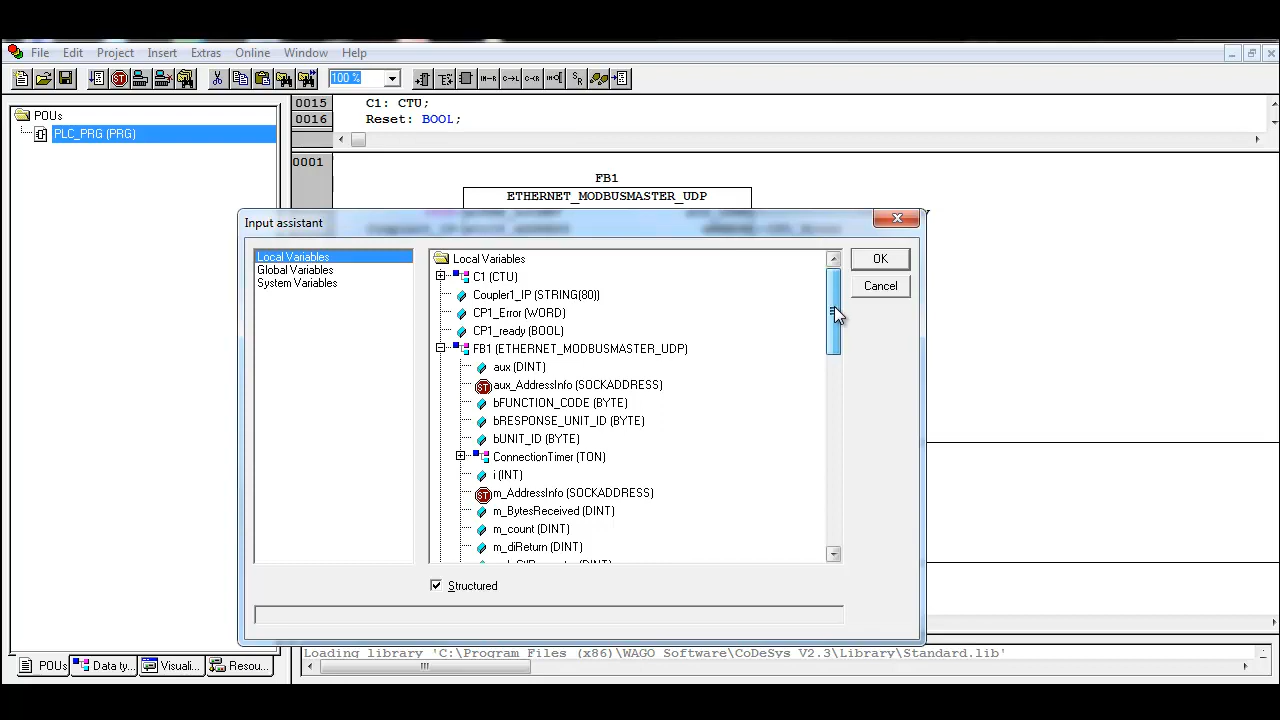 File Edit Project Insert Extras Online Window Help
100 %
POUs
PLC_PRG (PRG)
0015 C1: CTU;
0016 Reset: BOOL;
0001
FB1
ETHERNET_MODBUSMASTER_UDP
Input assistant
Local Variables
Global Variables
System Variables
Local Variables
C1 (CTU)
Coupler1_IP (STRING(80))
CP1_Error (WORD)
CP1_ready (BOOL)
FB1 (ETHERNET_MODBUSMASTER_UDP)
aux (DINT)
aux_AddressInfo (SOCKADDRESS)
bFUNCTION_CODE (BYTE)
bRESPONSE_UNIT_ID (BYTE)
bUNIT_ID (BYTE)
ConnectionTimer (TON)
i (INT)
m_AddressInfo (SOCKADDRESS)
m_BytesReceived (DINT)
m_count (DINT)
m_diReturn (DINT)
OK
Cancel
Structured
POUs Data ty... Visuali... Resou...
Loading library 'C:\Program Files (x86)\WAGO Software\CoDeSys V2.3\Library\Standard.lib'